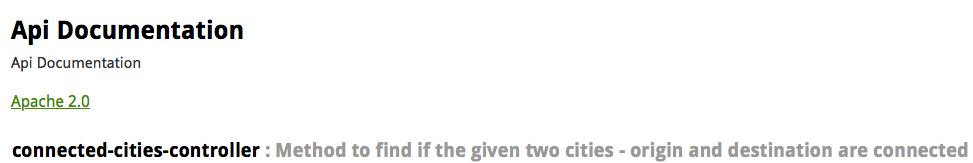 Api Documentation
Api Documentation
Apache 2.0
connected-cities-controller : Method to find if the given two cities - origin and destination are connected